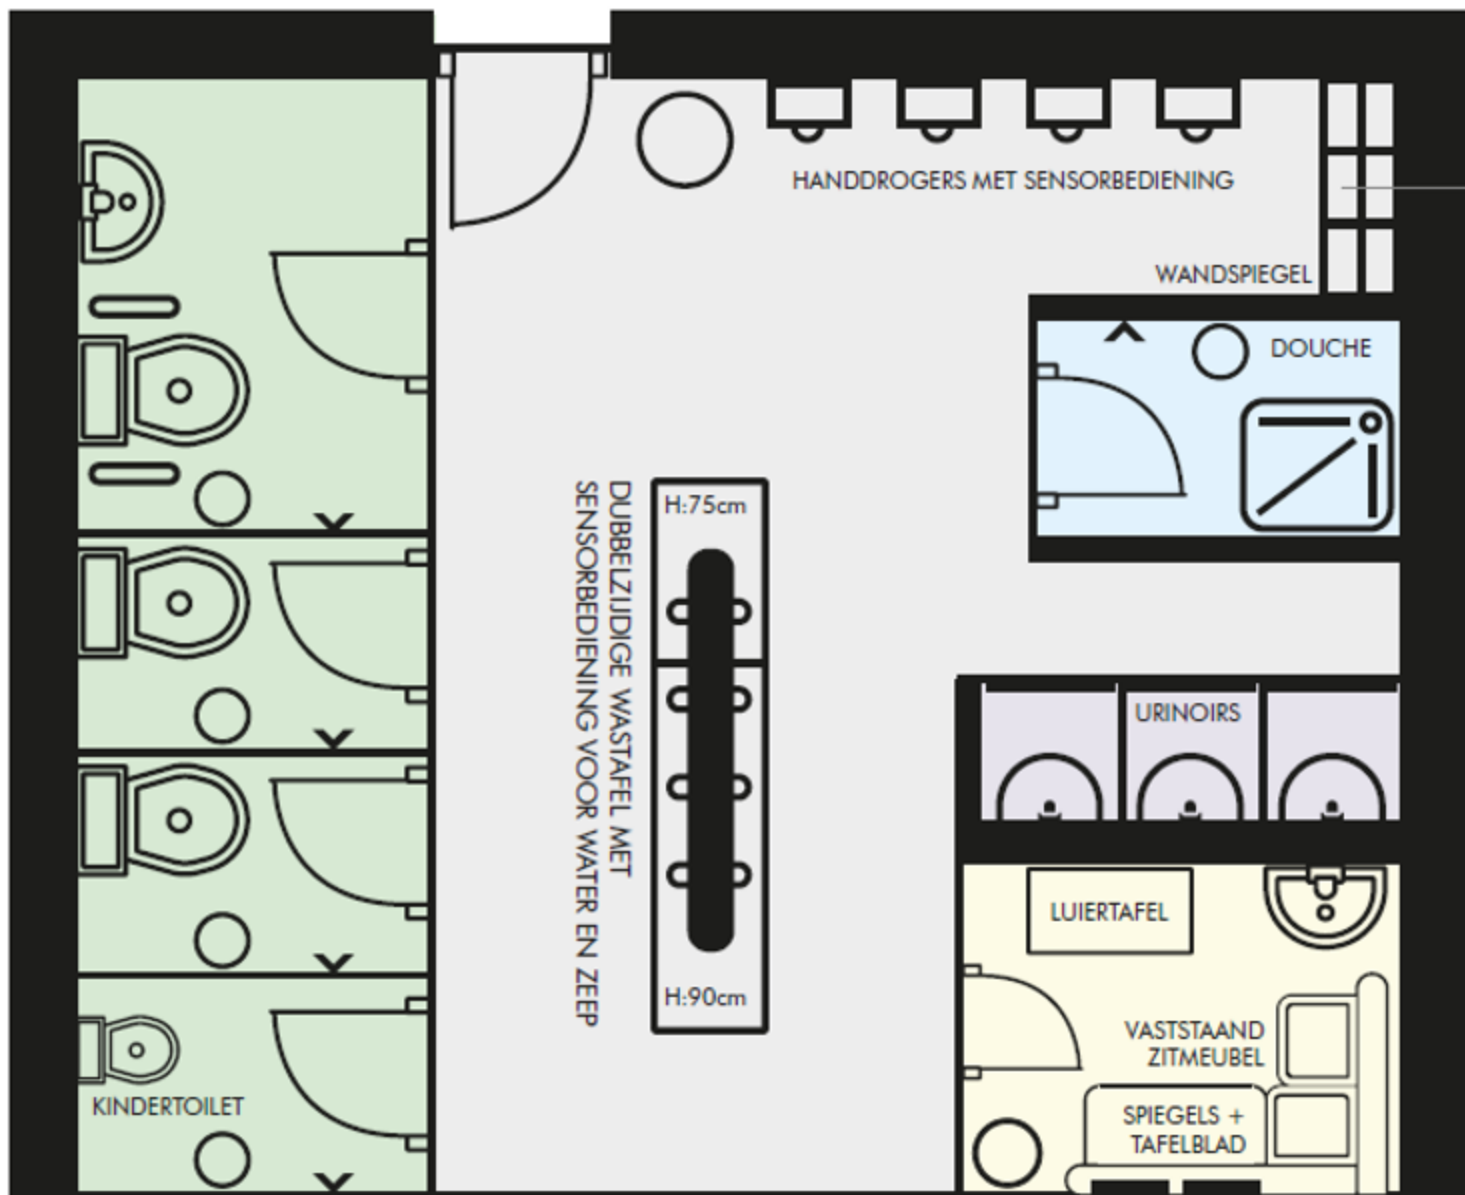 HANDDROGERS MET SENSORBEDIENING
WANDSPIEGEL
DOUCHE
DUBBELZIJDIGE WASTAFEL MET
SENSORBEDIENING VOOR WATER EN ZEEP
H:75cm
H:90cm
URINOIRS
LUIERTAFEL
VASTSTAAND
ZITMEUBEL
SPIEGELS +
TAFELBLAD
KINDERTOILET